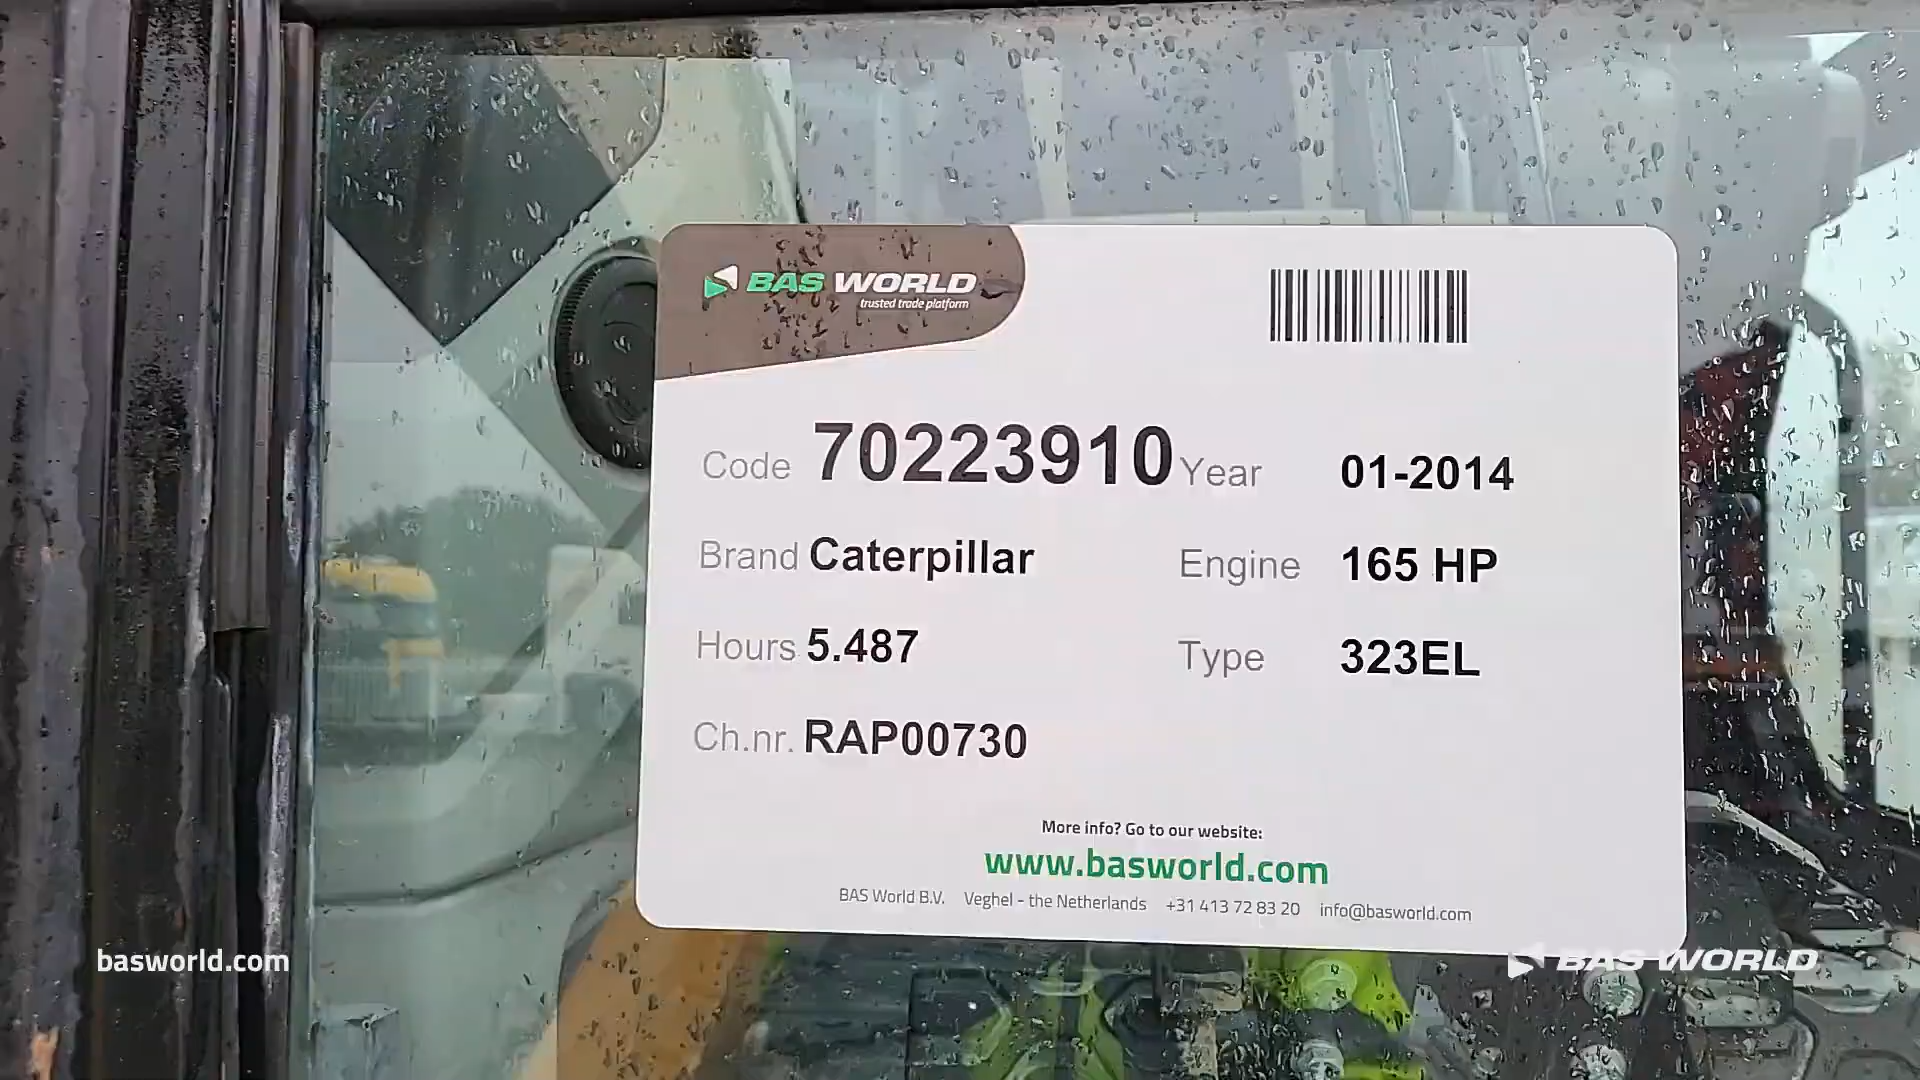 BAS WORLD
trusted trade platform
Code 70223910 Year 01-2014
Brand Caterpillar Engine 165 HP
Hours 5.487 Type 323EL
Ch.nr. RAP00730
More info? Go to our website:
www.basworld.com
BAS World B.V. Veghel - the Netherlands +31 413 72 83 20 info@basworld.com
basworld.com
BAS WORLD